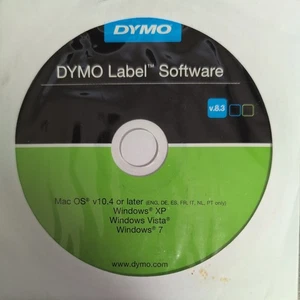 DYMO
DYMO Label™ Software
v.8.3
Mac OS® v10.4 or later (ENG, DE, ES, FR, IT, NL, PT only)
Windows® XP
Windows Vista®
Windows® 7
www.dymo.com